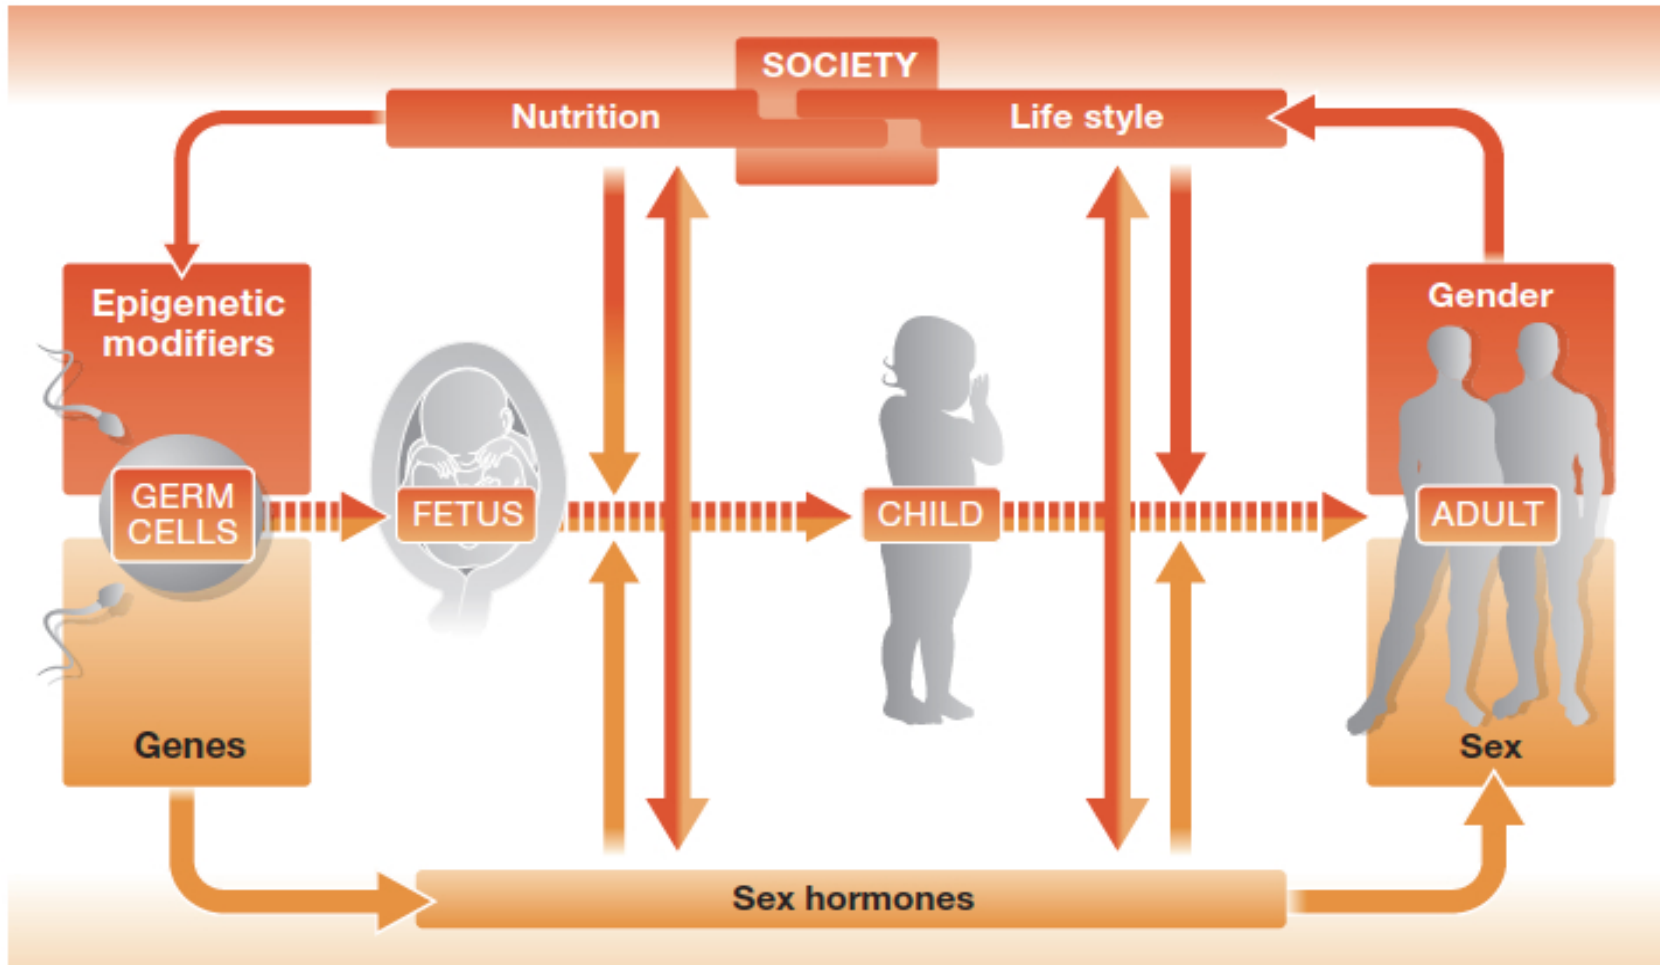 SOCIETY
Nutrition
Life style
Epigenetic
modifiers
Gender
GERM
CELLS
FETUS
CHILD
ADULT
Genes
Sex
Sex hormones